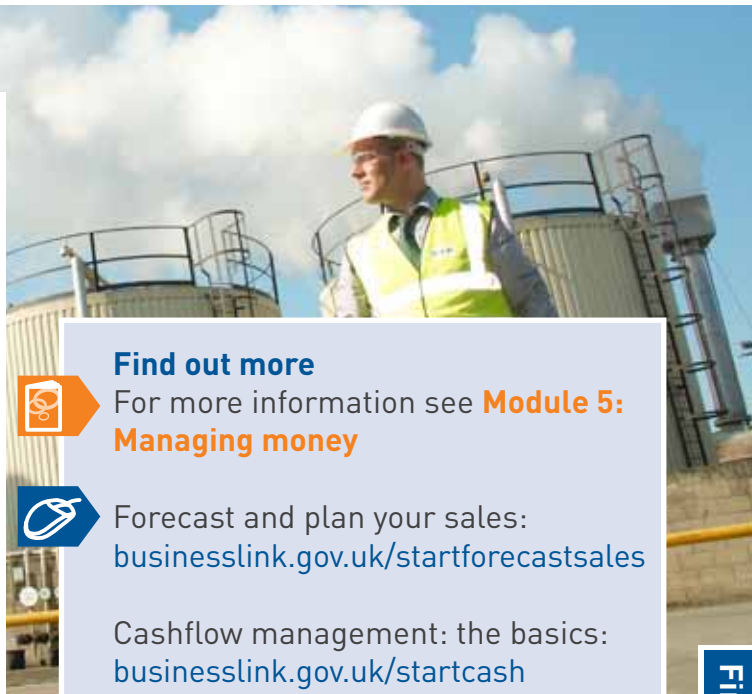 Find out more
For more information see Module 5:
Managing money
Forecast and plan your sales:
businesslink.gov.uk/startforecastsales
Cashflow management: the basics:
businesslink.gov.uk/startcash
Fi